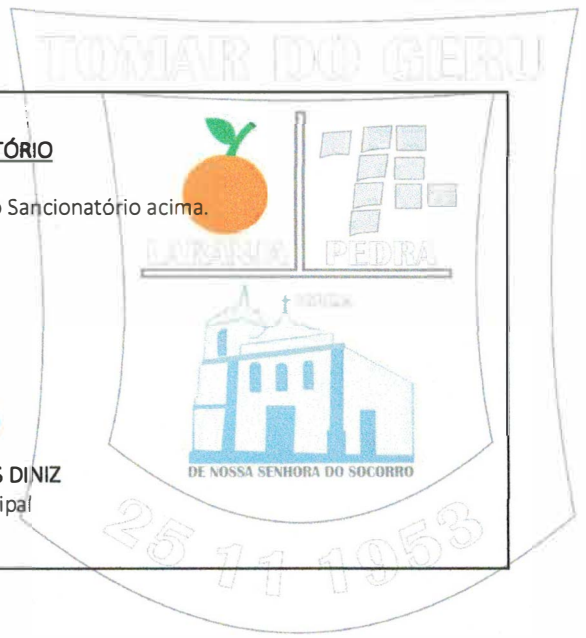 TOMAR DO GERU
TÓRIO
o Sancionatório acima.
LARANJA
PEDRA
DE NOSSA SENHORA DO SOCORRO
S DINIZ
ipal
25 11 1953